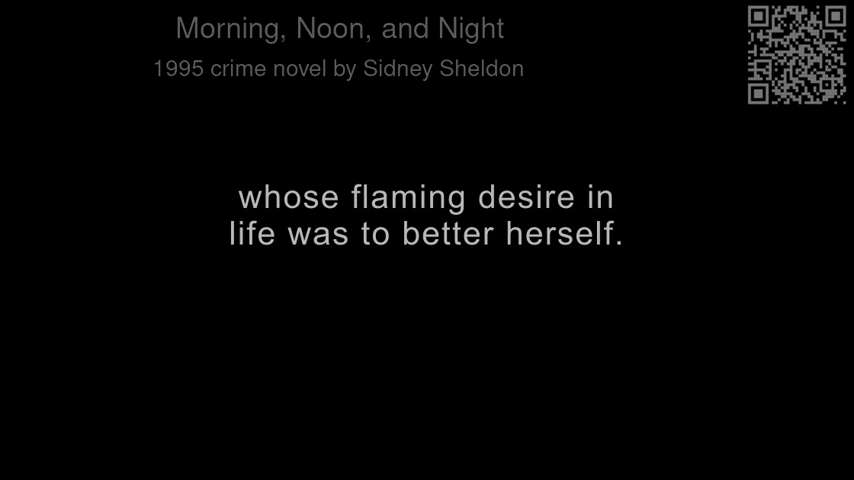 Morning, Noon, and Night
1995 crime novel by Sidney Sheldon
whose flaming desire in
life was to better herself.